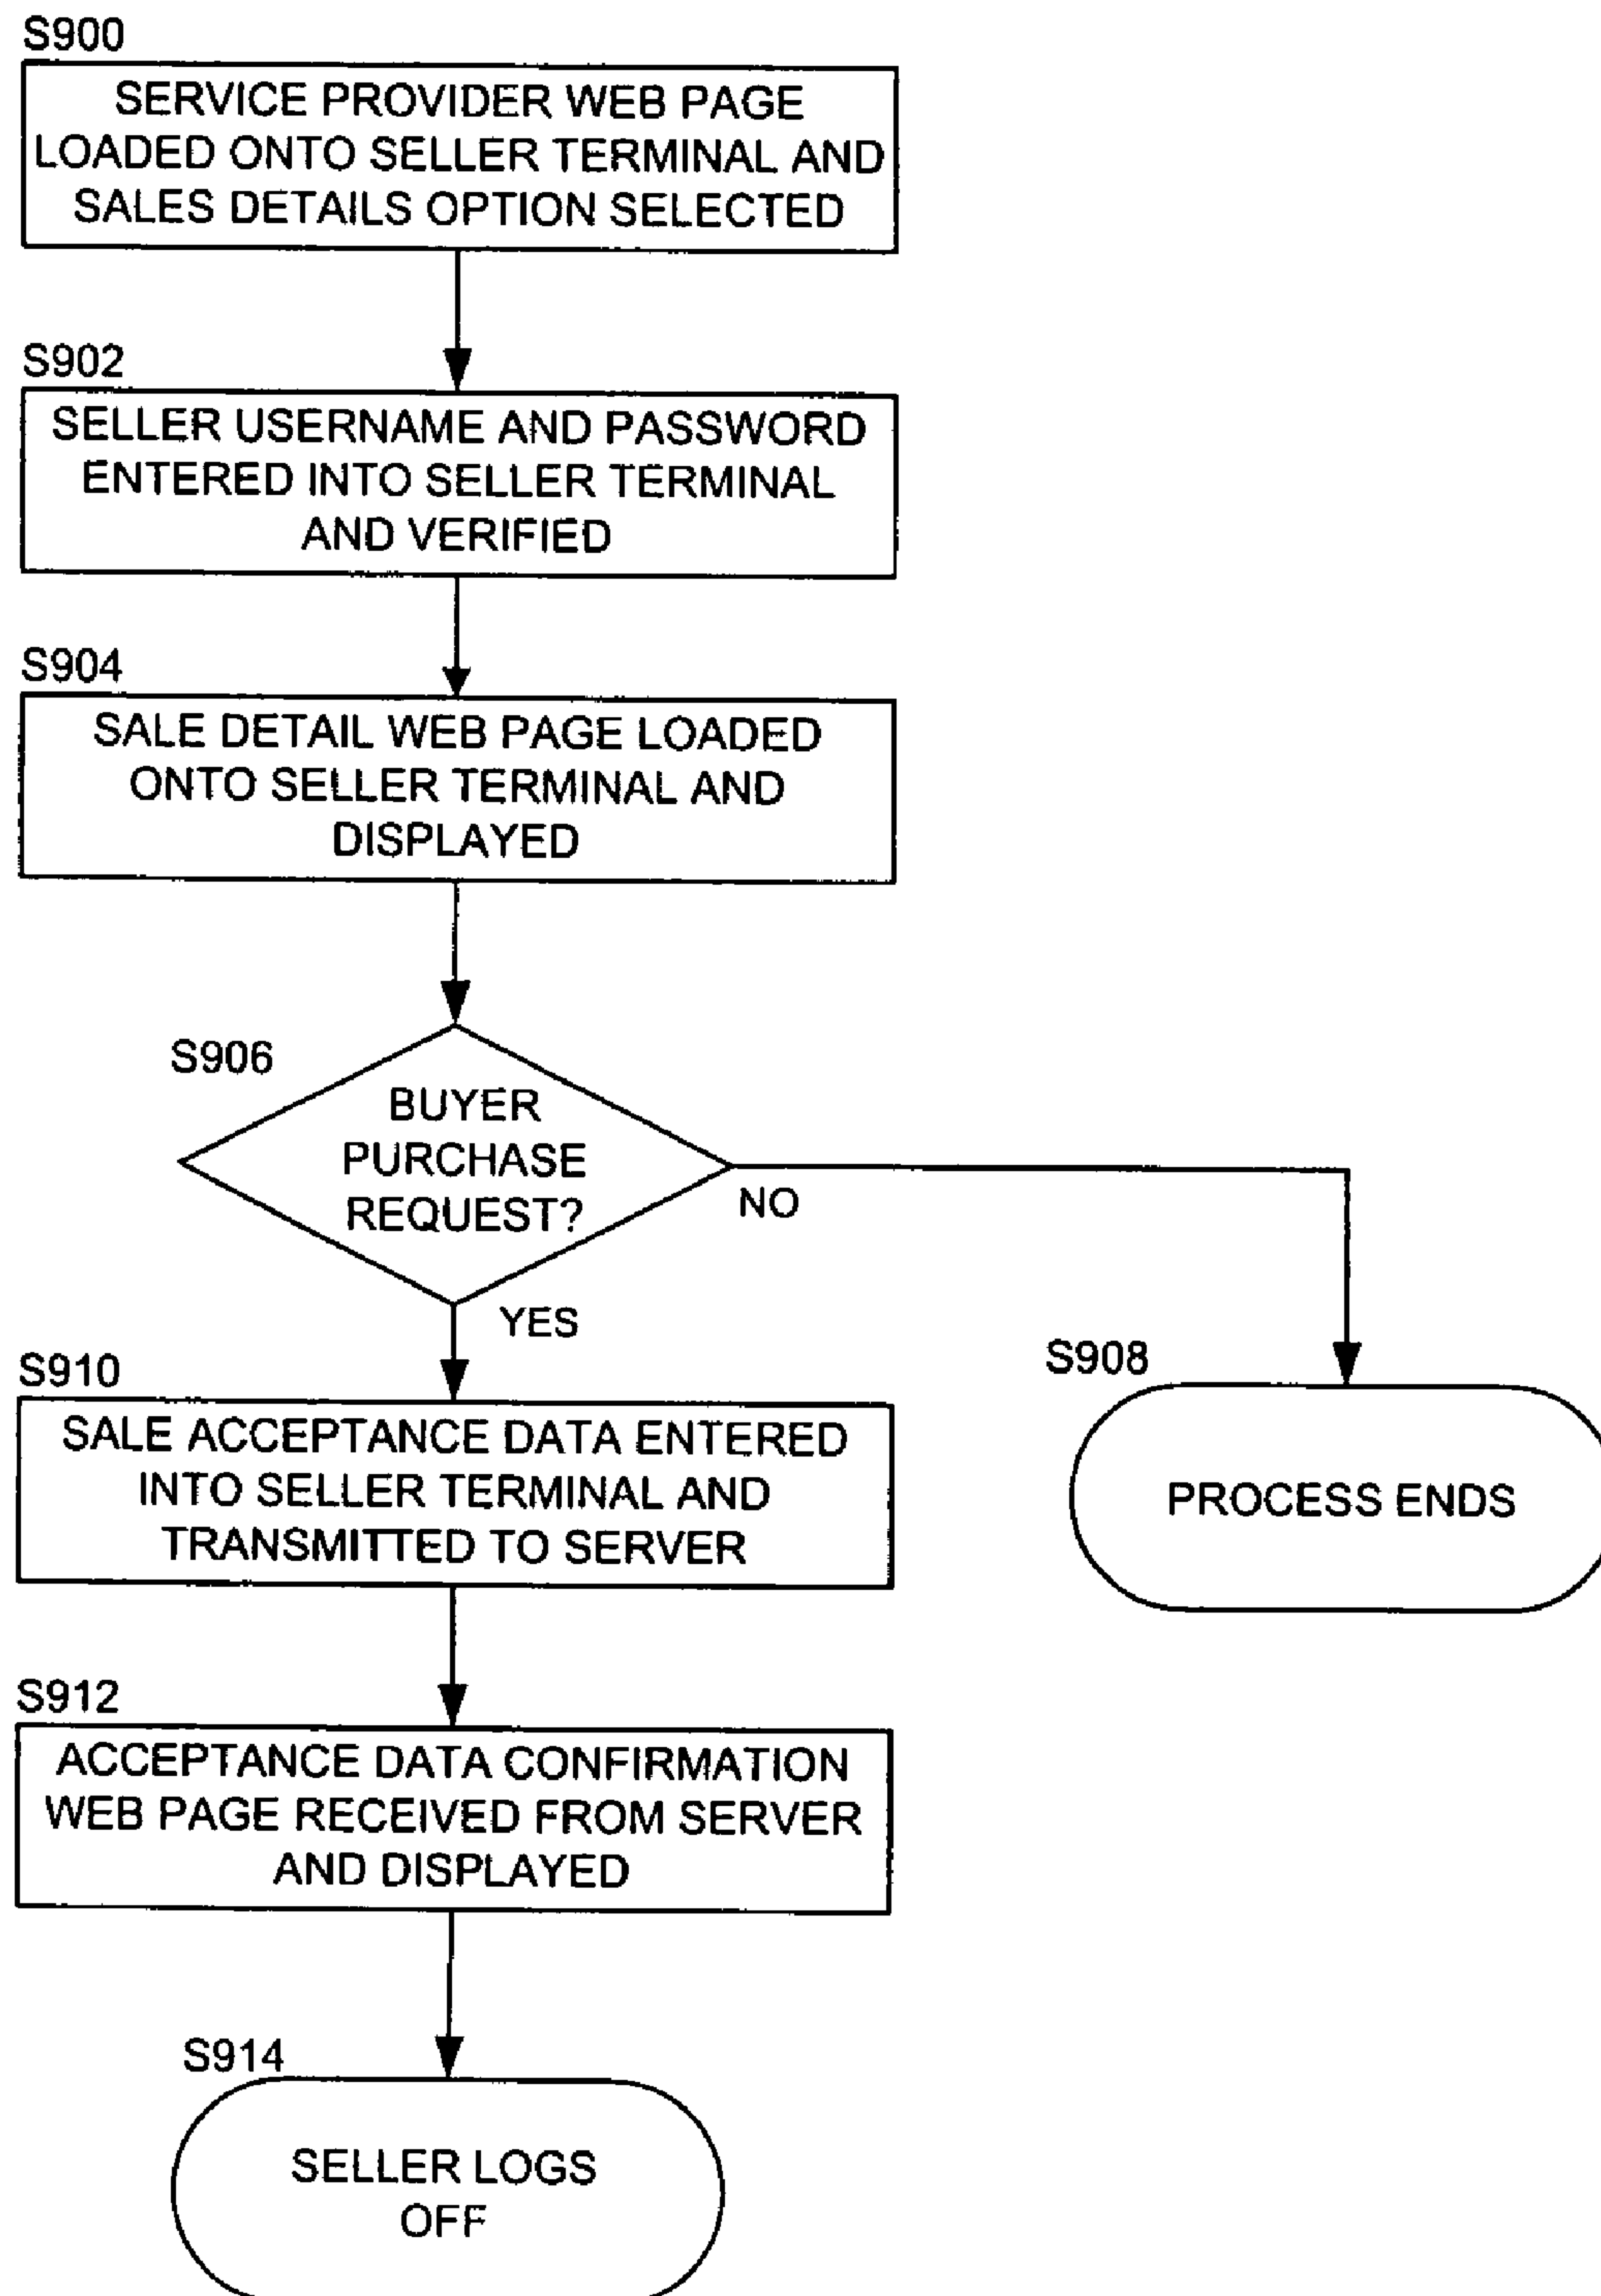 S900
SERVICE PROVIDER WEB PAGE
LOADED ONTO SELLER TERMINAL AND
SALES DETAILS OPTION SELECTED
S902
SELLER USERNAME AND PASSWORD
ENTERED INTO SELLER TERMINAL
AND VERIFIED
S904
SALE DETAIL WEB PAGE LOADED
ONTO SELLER TERMINAL AND
DISPLAYED
S906
BUYER
PURCHASE
REQUEST?
NO
YES
S908
PROCESS ENDS
S910
SALE ACCEPTANCE DATA ENTERED
INTO SELLER TERMINAL AND
TRANSMITTED TO SERVER
S912
ACCEPTANCE DATA CONFIRMATION
WEB PAGE RECEIVED FROM SERVER
AND DISPLAYED
S914
SELLER LOGS
OFF